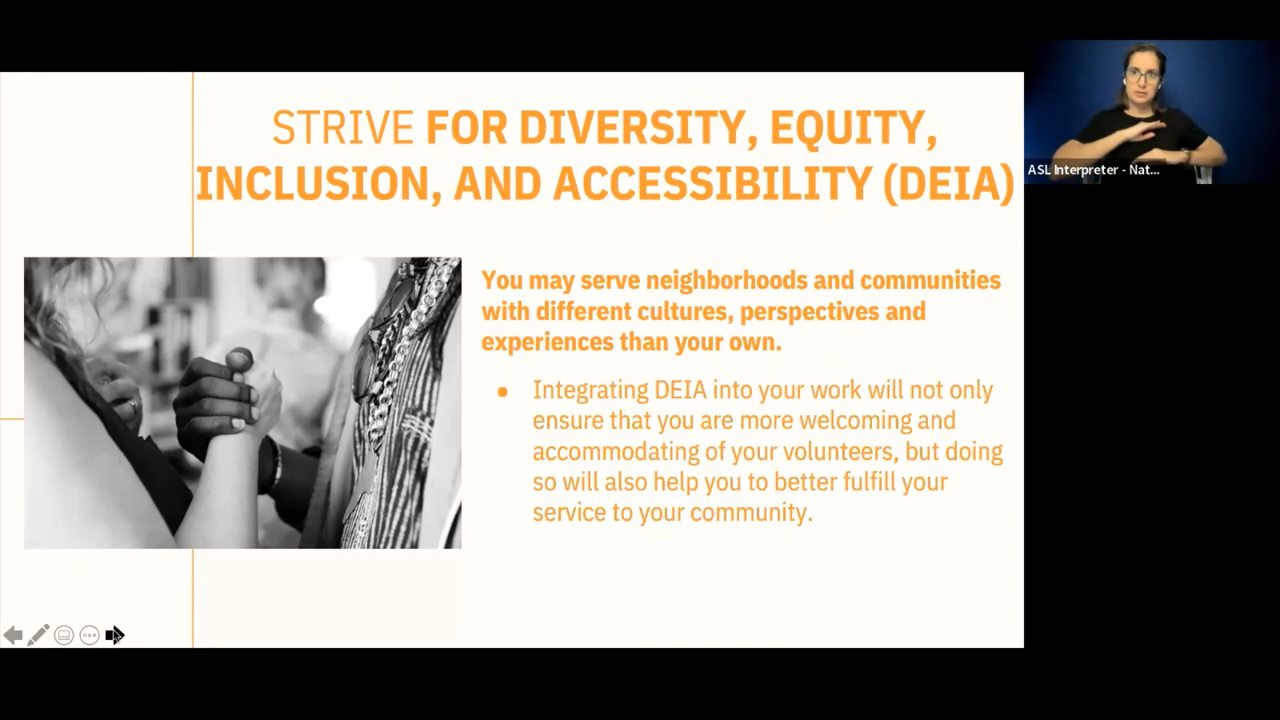 STRIVE FOR DIVERSITY, EQUITY,
INCLUSION, AND ACCESSIBILITY (DEIA)
You may serve neighborhoods and communities
with different cultures, perspectives and
experiences than your own.
• Integrating DEIA into your work will not only
ensure that you are more welcoming and
accommodating of your volunteers, but doing
so will also help you to better fulfill your
service to your community.
ASL Interpreter - Nat...